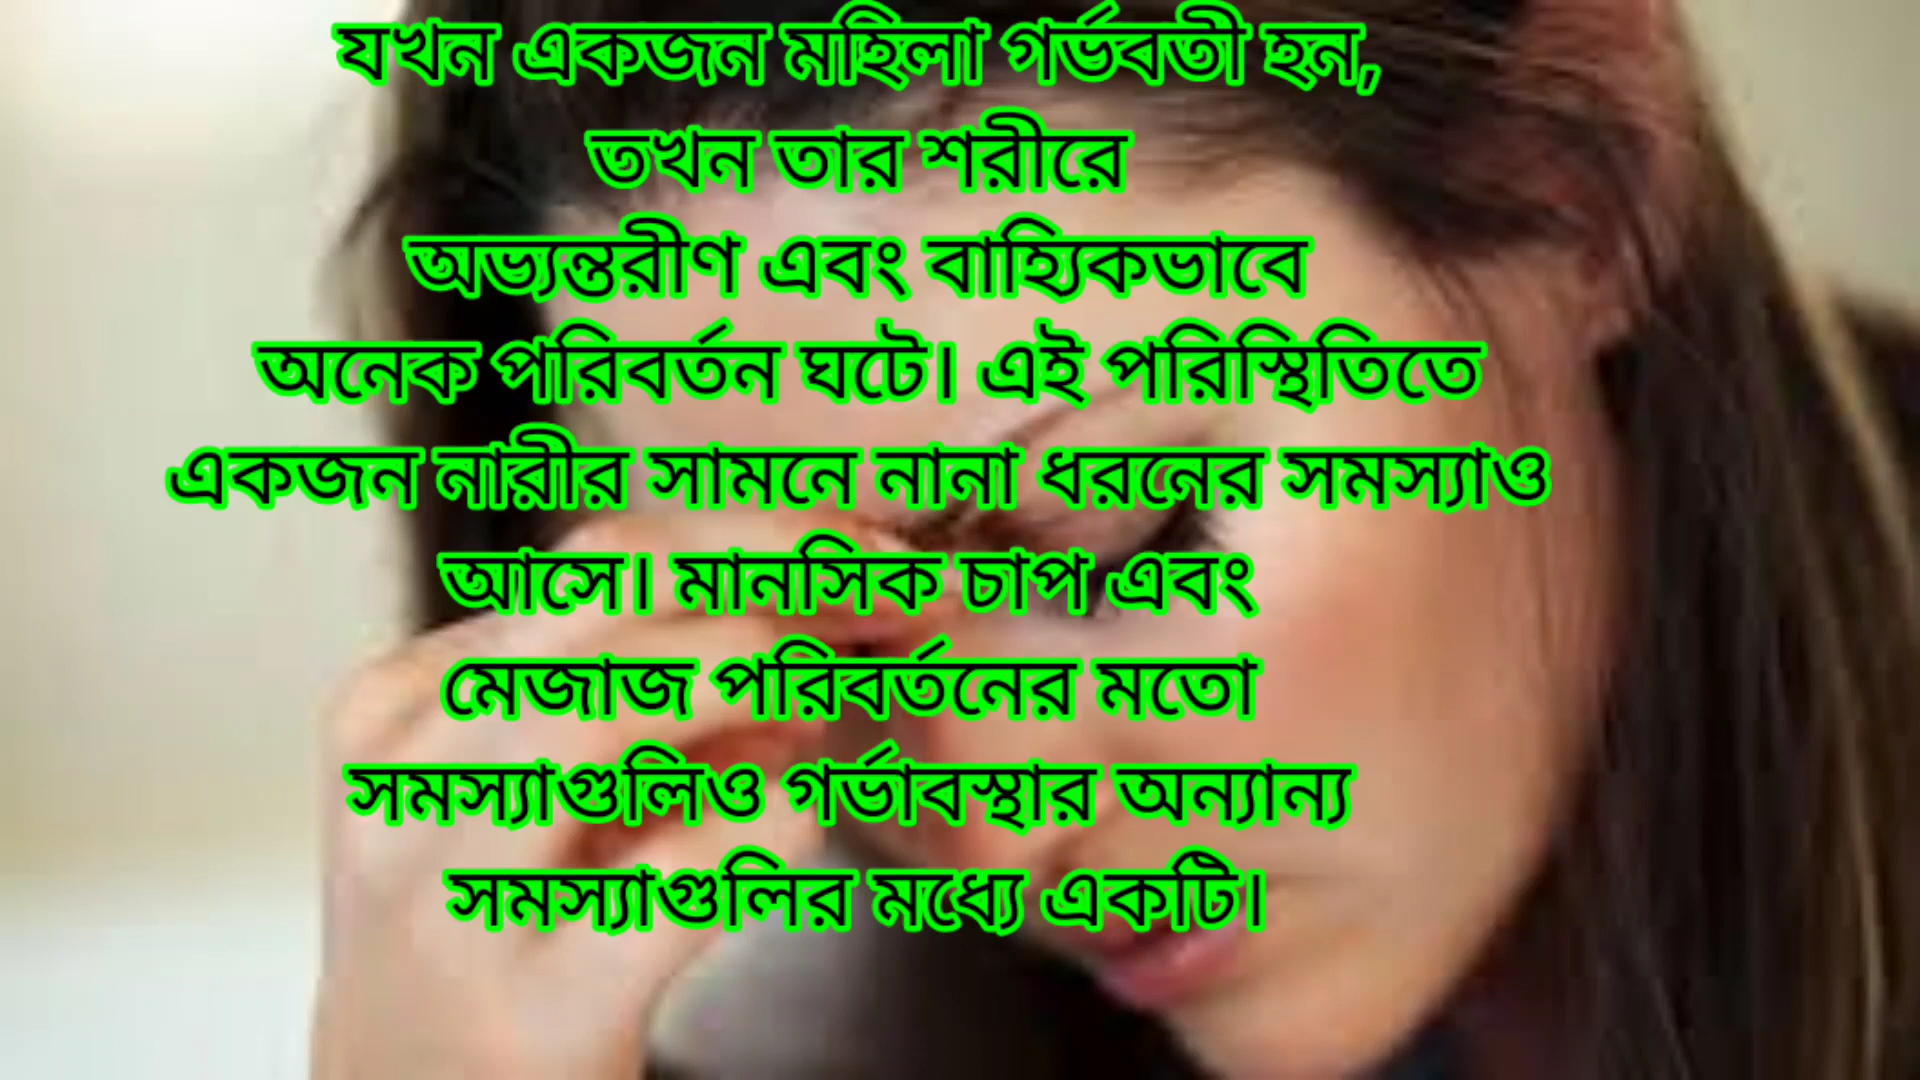 যখন একজন মহিলা গর্ভবতী হন,
তখন তার শরীরে
অভ্যন্তরীণ এবং বাহ্যিকভাবে
অনেক পরিবর্তন ঘটে। এই পরিস্থিতিতে
একজন নারীর সামনে নানা ধরনের সমস্যাও
আসে। মানসিক চাপ এবং
মেজাজ পরিবর্তনের মতো
সমস্যাগুলিও গর্ভাবস্থার অন্যান্য
সমস্যাগুলির মধ্যে একটি।